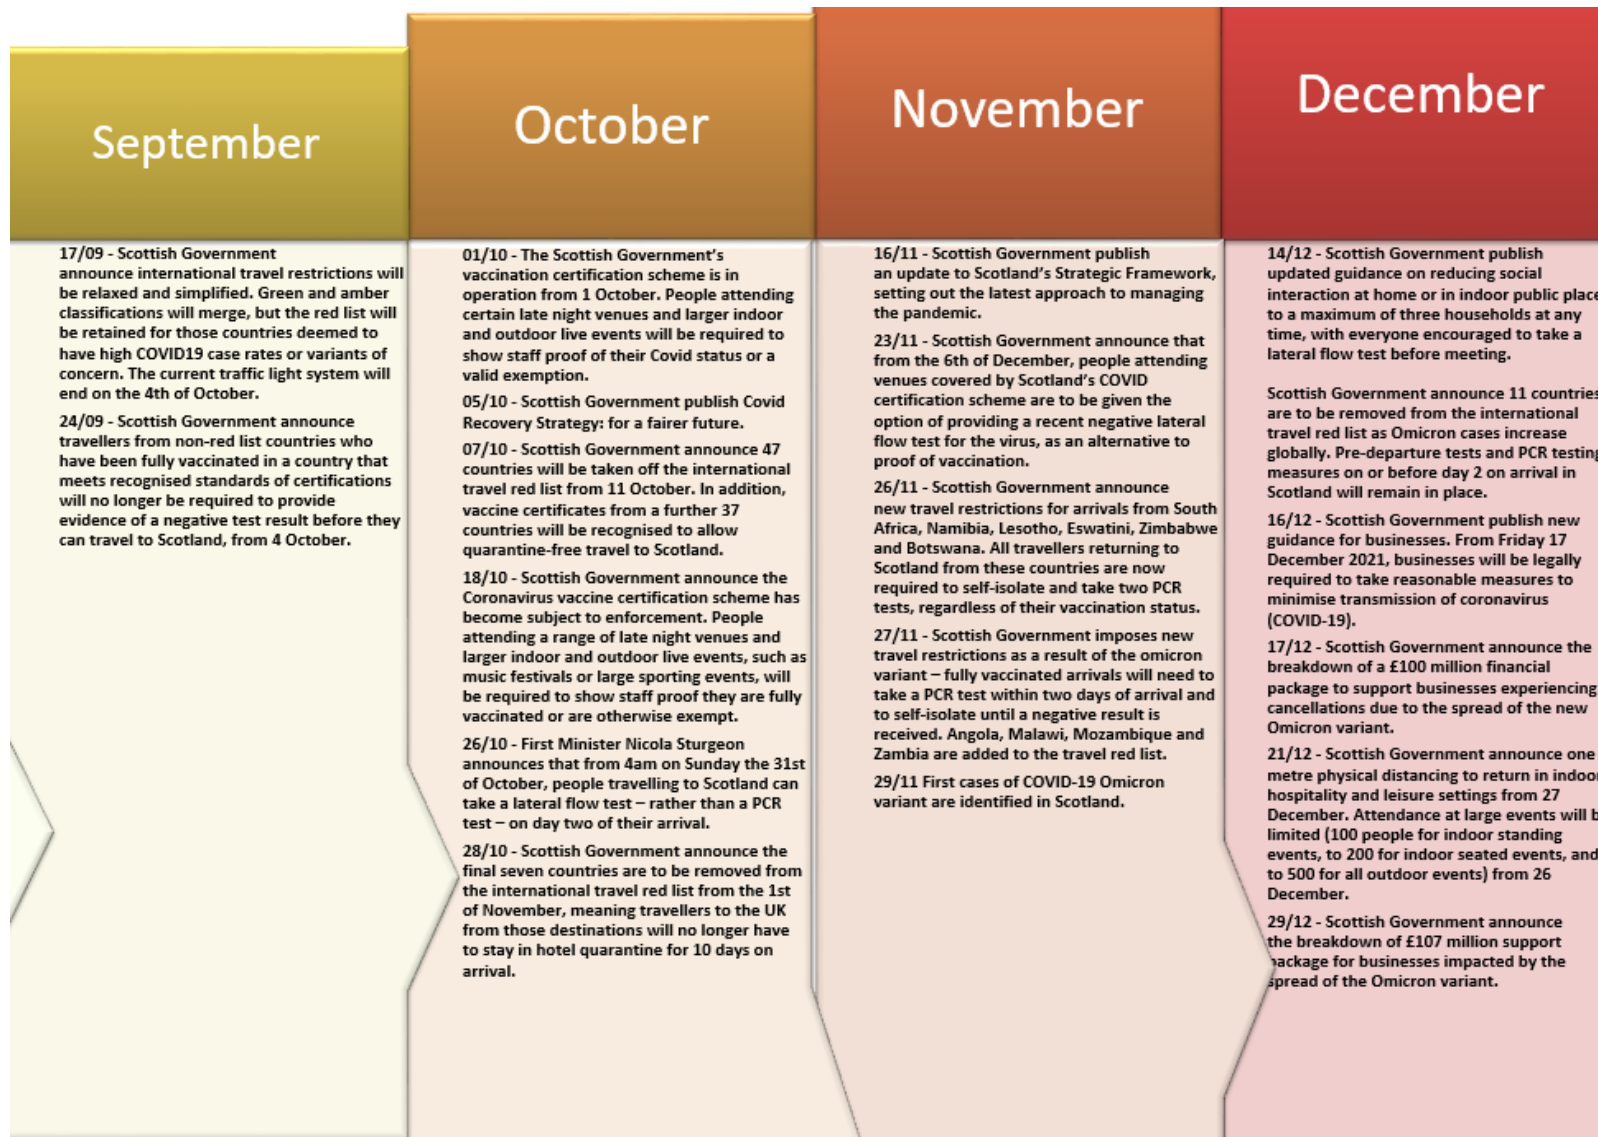 September
17/09 - Scottish Government
announce international travel restrictions will
be relaxed and simplified. Green and amber
classifications will merge, but the red list will
be retained for those countries deemed to
have high COVID19 case rates or variants of
concern. The current traffic light system will
end on the 4th of October.
24/09 - Scottish Government announce
travellers from non-red list countries who
have been fully vaccinated in a country that
meets recognised standards of certifications
will no longer be required to provide
evidence of a negative test result before they
can travel to Scotland, from 4 October.
October
01/10 - The Scottish Government's
vaccination certification scheme is in
operation from 1 October. People attending
certain late night venues and larger indoor
and outdoor live events will be required to
show staff proof of their Covid status or a
valid exemption.
05/10 - Scottish Government publish Covid
Recovery Strategy: for a fairer future.
07/10 - Scottish Government announce 47
countries will be taken off the international
travel red list from 11 October. In addition,
vaccine certificates from a further 37
countries will be recognised to allow
quarantine-free travel to Scotland.
18/10 - Scottish Government announce the
Coronavirus vaccine certification scheme has
become subject to enforcement. People
attending a range of late night venues and
larger indoor and outdoor live events, such as
music festivals or large sporting events, will
be required to show staff proof they are fully
vaccinated or are otherwise exempt.
26/10 - First Minister Nicola Sturgeon
announces that from 4am on Sunday the 31st
of October, people travelling to Scotland can
take a lateral flow test – rather than a PCR
test – on day two of their arrival.
28/10 - Scottish Government announce the
final seven countries are to be removed from
the international travel red list from the 1st
of November, meaning travellers to the UK
from those destinations will no longer have
to stay in hotel quarantine for 10 days on
arrival.
November
16/11 - Scottish Government publish
an update to Scotland's Strategic Framework,
setting out the latest approach to managing
the pandemic.
23/11 - Scottish Government announce that
from the 6th of December, people attending
venues covered by Scotland's COVID
certification scheme are to be given the
option of providing a recent negative lateral
flow test for the virus, as an alternative to
proof of vaccination.
26/11 - Scottish Government announce
new travel restrictions for arrivals from South
Africa, Namibia, Lesotho, Eswatini, Zimbabwe
and Botswana. All travellers returning to
Scotland from these countries are now
required to self-isolate and take two PCR
tests, regardless of their vaccination status.
27/11 - Scottish Government imposes new
travel restrictions as a result of the omicron
variant – fully vaccinated arrivals will need to
take a PCR test within two days of arrival and
to self-isolate until a negative result is
received. Angola, Malawi, Mozambique and
Zambia are added to the travel red list.
29/11 First cases of COVID-19 Omicron
variant are identified in Scotland.
December
14/12 - Scottish Government publish
updated guidance on reducing social
interaction at home or in indoor public place
to a maximum of three households at any
time, with everyone encouraged to take a
lateral flow test before meeting.
Scottish Government announce 11 countries
are to be removed from the international
travel red list as Omicron cases increase
globally. Pre-departure tests and PCR testing
measures on or before day 2 on arrival in
Scotland will remain in place.
16/12 - Scottish Government publish new
guidance for businesses. From Friday 17
December 2021, businesses will be legally
required to take reasonable measures to
minimise transmission of coronavirus
(COVID-19).
17/12 - Scottish Government announce the
breakdown of a £100 million financial
package to support businesses experiencing
cancellations due to the spread of the new
Omicron variant.
21/12 - Scottish Government announce one
metre physical distancing to return in indoor
hospitality and leisure settings from 27
December. Attendance at large events will b
limited (100 people for indoor standing
events, to 200 for indoor seated events, and
to 500 for all outdoor events) from 26
December.
29/12 - Scottish Government announce
the breakdown of £107 million support
package for businesses impacted by the
spread of the Omicron variant.